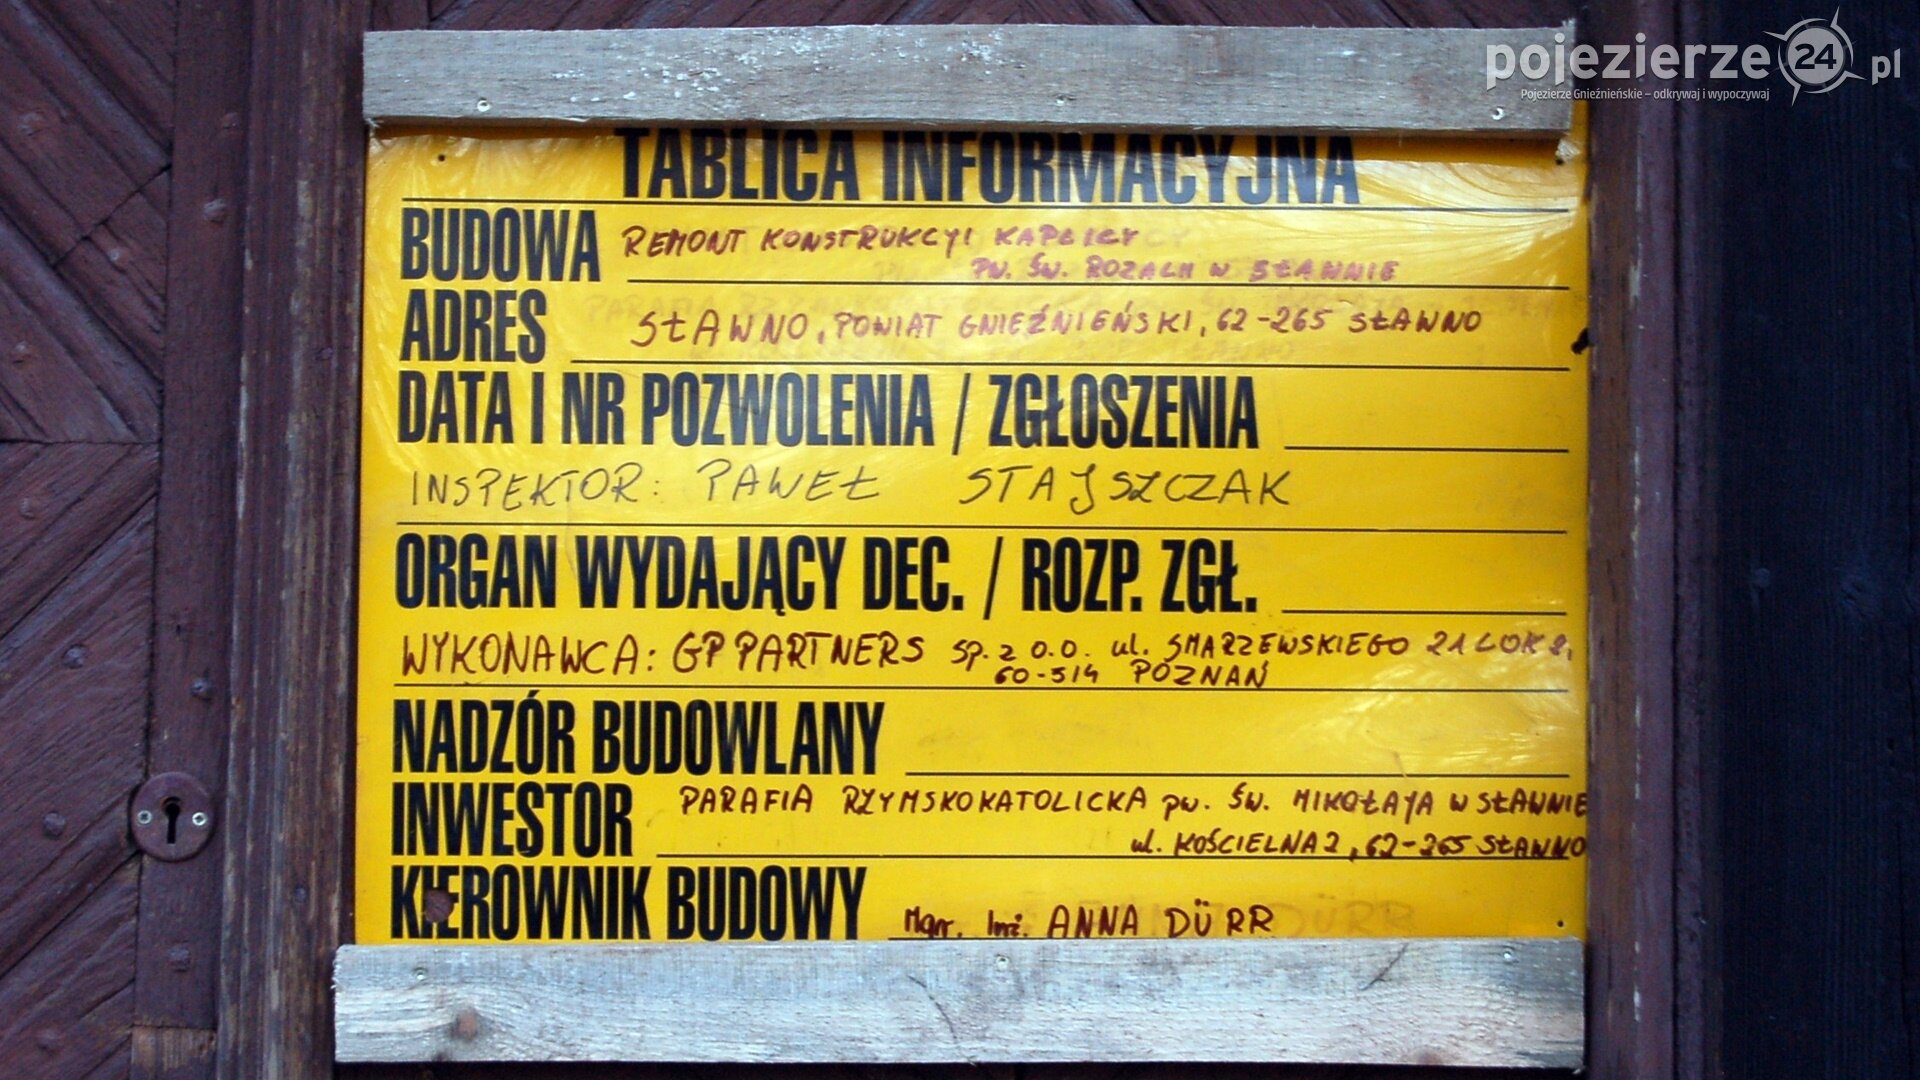 pojezierze24.pl
Pojezierze Gnieźnieńskie – odkrywaj i wypoczywaj
TABLICA INFORMACYJNA
BUDOWA REMONT KONSTRUKCYI KAPLICY
PW. ŚW. ROZALII W SŁAWNIE
ADRES SŁAWNO, POWIAT GNIEŹNIEŃSKI, 62-265 SŁAWNO
DATA I NR POZWOLENIA / ZGŁOSZENIA
INSPEKTOR: PAWEŁ STAJSZCZAK
ORGAN WYDAJĄCY DEC. / ROZP. ZGŁ.
WYKONAWCA: GP PARTNERS SP. Z O.O. ul. SMARZEWSKIEGO 21 LOK 2,
60-514 POZNAŃ
NADZÓR BUDOWLANY
INWESTOR PARAFIA RZYMSKOKATOLICKA pw. ŚW. MIKOŁAYA W SŁAWNIE
ul. KOŚCIELNA 2, 62-265 SŁAWNO
KIEROWNIK BUDOWY Mgr. Inż. ANNA DÜRR